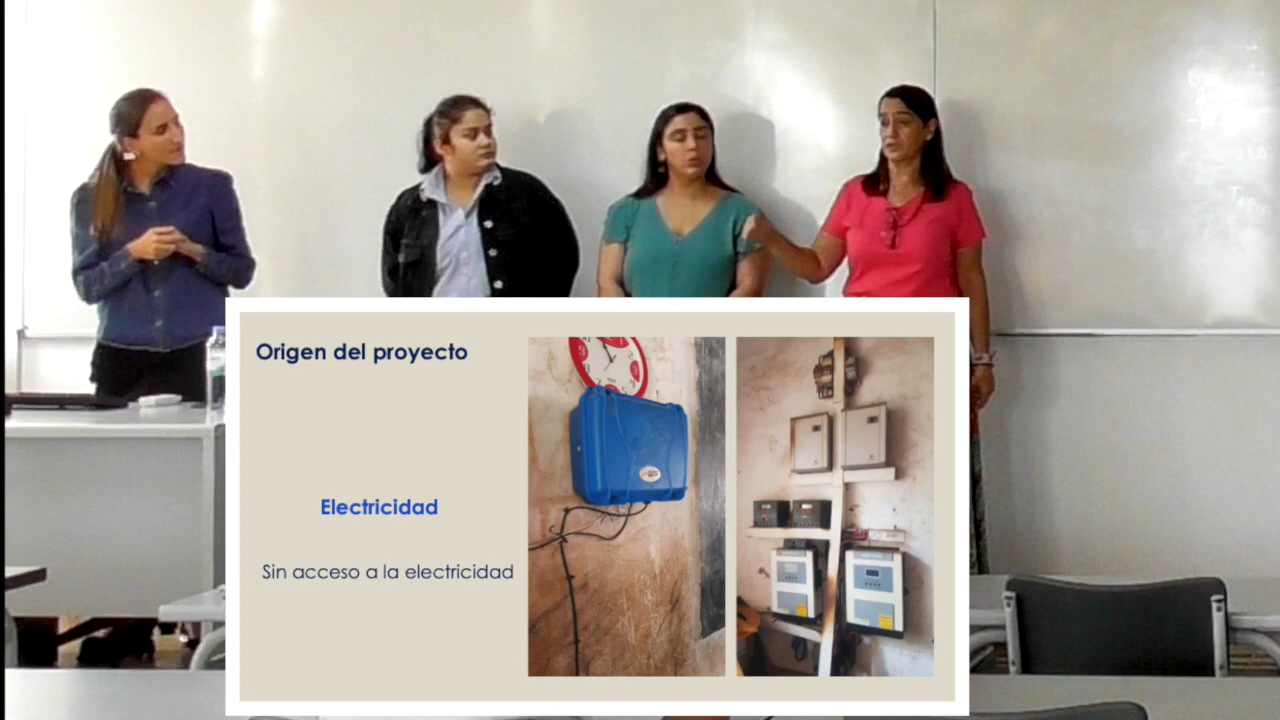 Origen del proyecto
Electricidad
Sin acceso a la electricidad